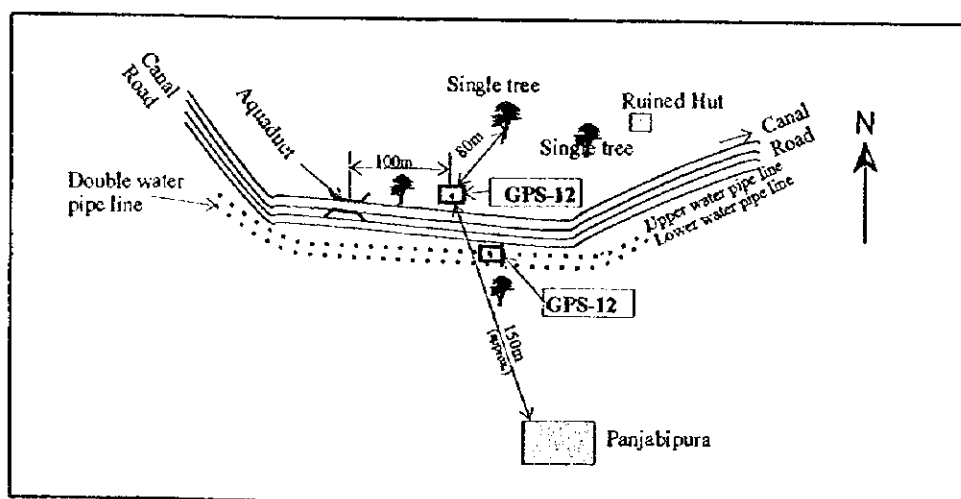 Canal
Road
Aquaduct
Double water
pipe line
100m
Single tree
80m
GPS-12
Single tree
Ruined Hut
Canal
Road
Upper water pipe line
Lower water pipe line
N
GPS-12
150m
(approx.)
Panjabipura